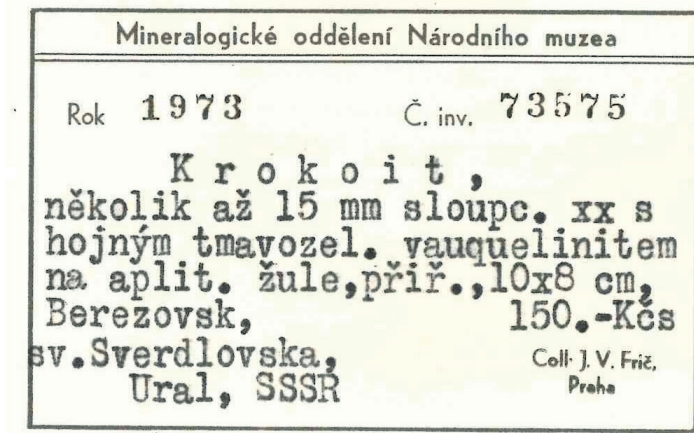 Mineralogické oddělení Národního muzea
Rok 1973 Č. inv. 73575
Krokoit,
několik až 15 mm sloupc. xx s
hojným tmavozel. vauquelinitem
na aplit. žule,přiř.,10x8 cm,
Berezovsk, 150.-Kčs
sv.Sverdlovska, Coll. J. V. Frič,
Ural, SSSR Praha